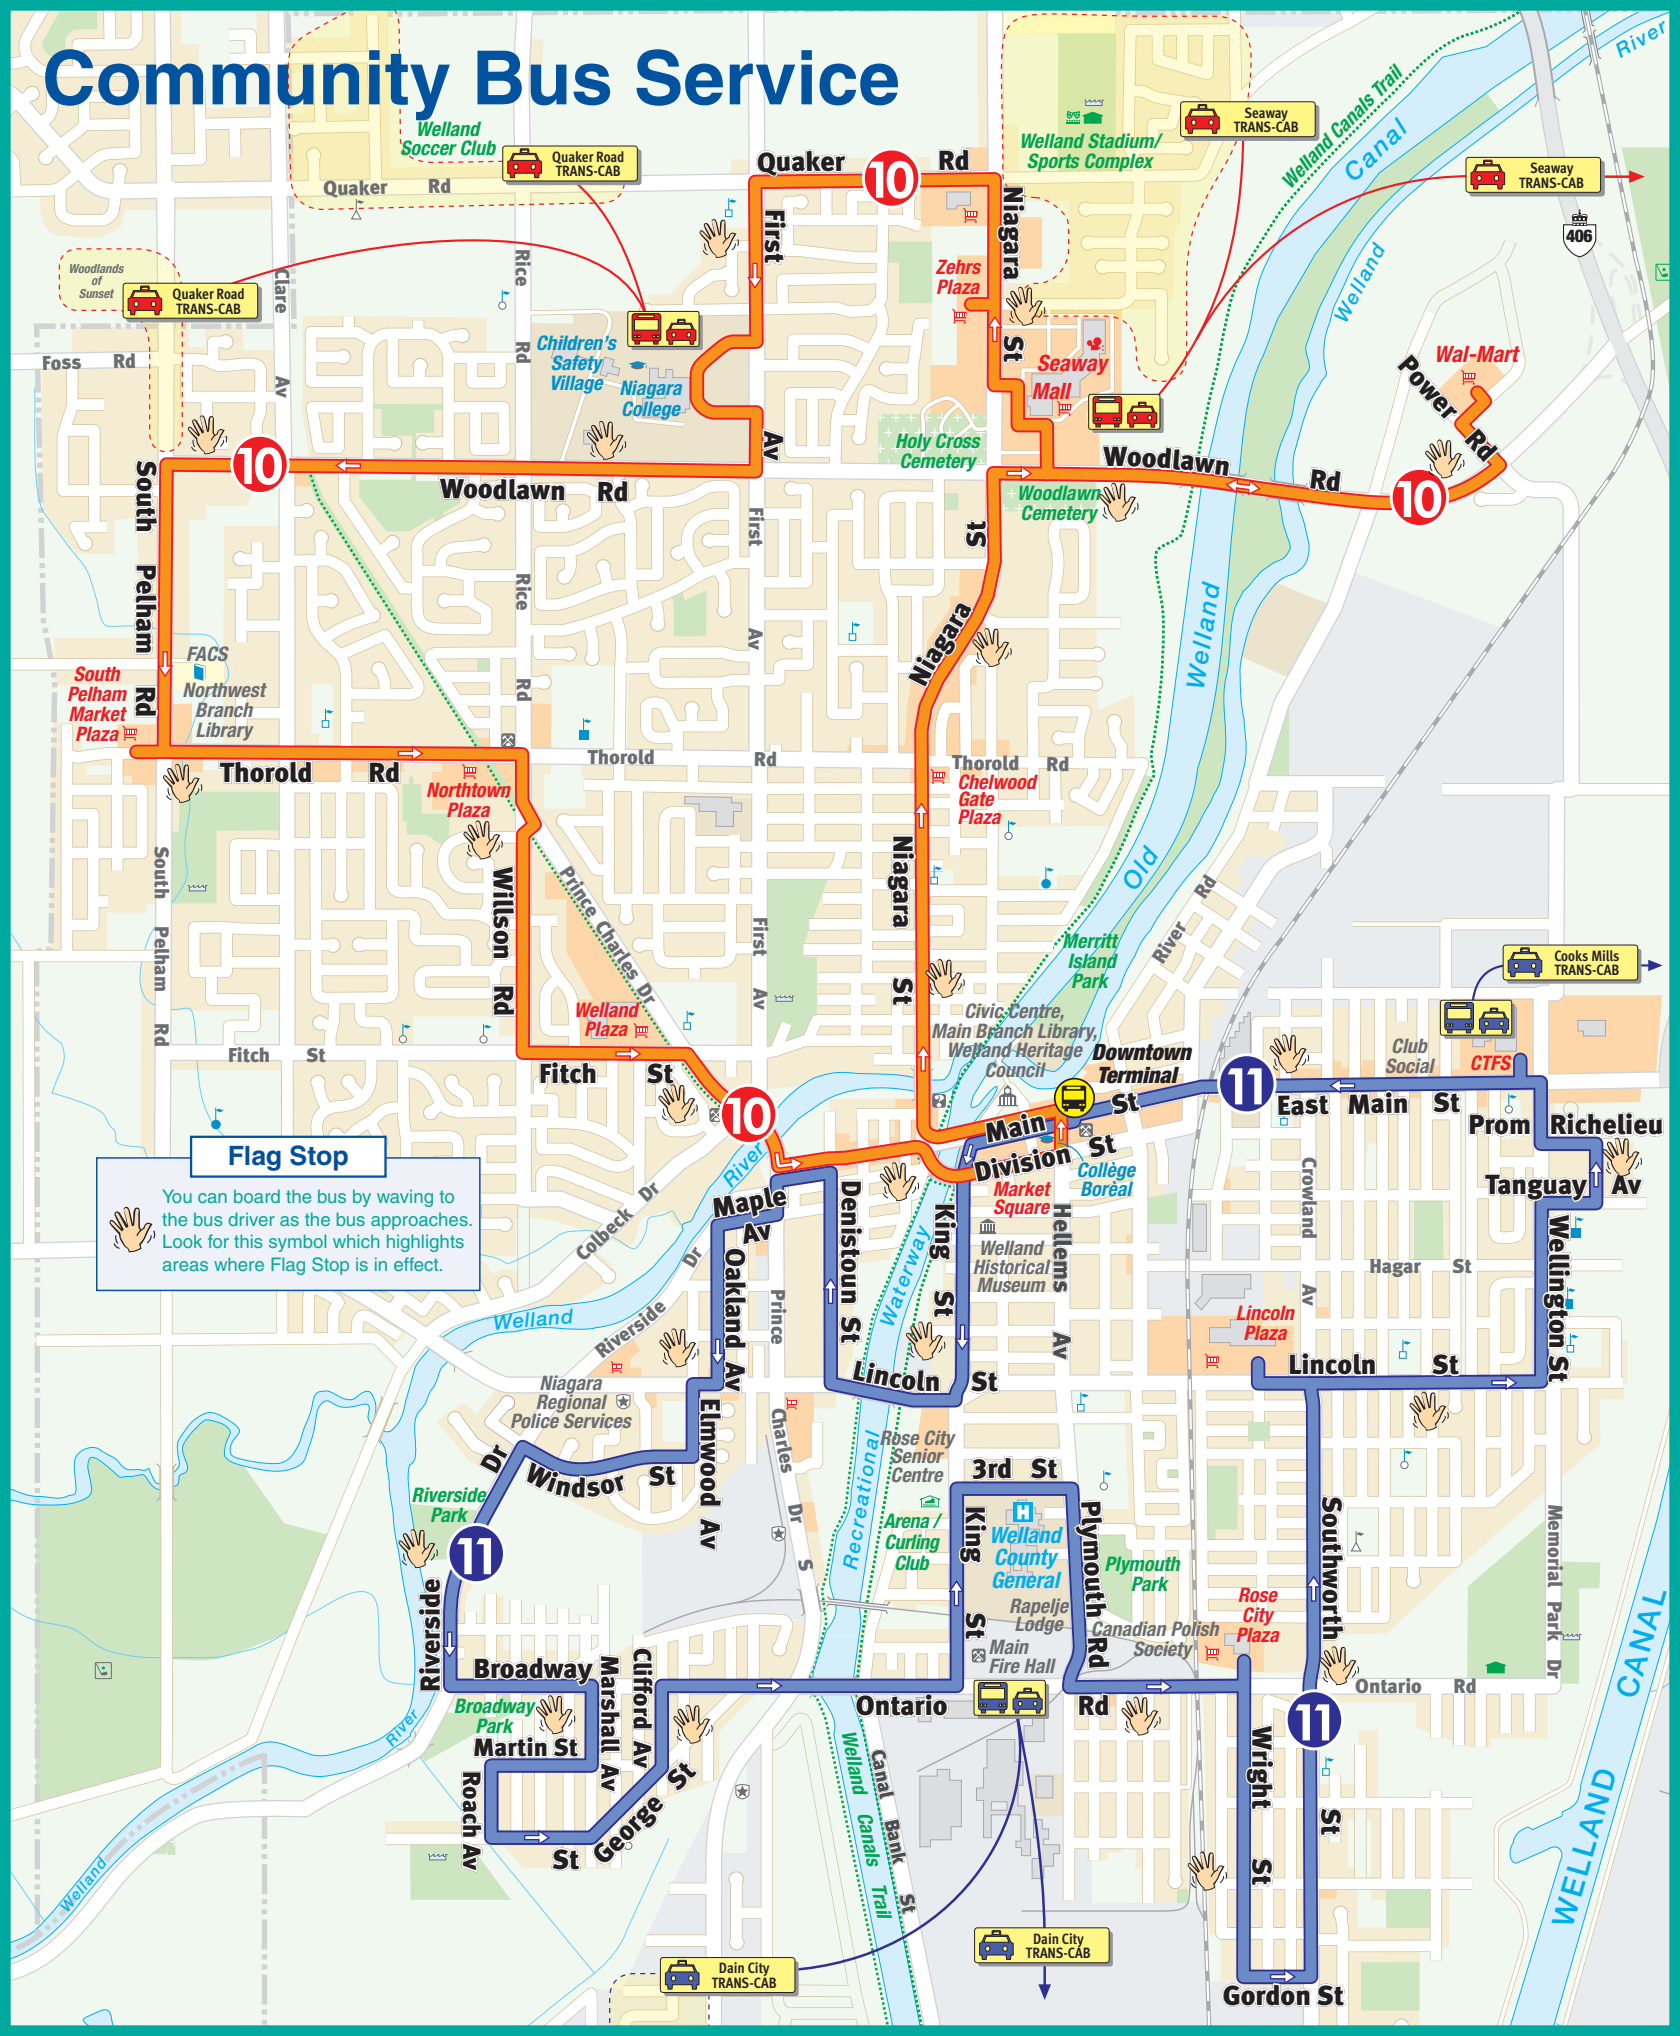 Community Bus Service
Welland
Soccer Club
Quaker Road
TRANS-CAB
Quaker Rd
Quaker Rd
10
Niagara St
First Av
Welland Stadium/
Sports Complex
Seaway
TRANS-CAB
Welland Canals Trail
Canal
River
Seaway
TRANS-CAB
406
Welland
Woodlands
of
Sunset
Quaker Road
TRANS-CAB
Clare Av
Rice Rd
Foss Rd
Children's
Safety
Village
Niagara
College
Zehrs
Plaza
Seaway
Mall
Wal-Mart
Power Rd
Holy Cross
Cemetery
Woodlawn
Cemetery
Woodlawn Rd
10
10
Woodlawn Rd
South Pelham Rd
First Av
Rice Rd
Niagara St
Welland
FACS
Northwest
Branch
Library
South
Pelham
Market
Plaza
Thorold Rd
Thorold Rd
Thorold Rd
Northtown
Plaza
Chelwood
Gate
Plaza
Niagara St
Old
South Pelham Rd
Willson Rd
Prince Charles Dr
First Av
River Rd
Merritt
Island
Park
Cooks Mills
TRANS-CAB
Welland
Plaza
Fitch St
Fitch St
Civic Centre,
Main Branch Library,
Welland Heritage
Council
Downtown
Terminal
Club
Social
CTFS
10
11
Main St
East Main St
Prom Richelieu
Tanguay Av
Division St
Collège
Boréal
Market
Square
Flag Stop
You can board the bus by waving to
the bus driver as the bus approaches.
Look for this symbol which highlights
areas where Flag Stop is in effect.
River
Colbeck Dr
Maple
Av
Denistoun St
King St
Hellems Av
Crowland Av
Wellington St
Welland
Historical
Museum
Hagar St
Waterway
Welland
Riverside Dr
Oakland Av
Prince Charles Dr S
Lincoln
Plaza
Lincoln St
Lincoln St
Niagara
Regional
Police Services
Elmwood Av
Windsor St
Rose City
Senior
Centre
Recreational
Riverside
Park
Riverside Dr
11
3rd St
Arena /
Curling
Club
King St
Welland
County
General
Plymouth Rd
Plymouth
Park
Rapelje
Lodge
Main
Fire Hall
Canadian Polish
Society
Rose
City
Plaza
Southworth St
Memorial Park Dr
Ontario Rd
Broadway
Broadway
Park
Marshall Av
Clifford Av
Martin St
Roach Av
George St
St
Ontario Rd
11
Wright St
Gordon St
River
Welland
Welland Canals Trail
Canal Bank St
Dain City
TRANS-CAB
Dain City
TRANS-CAB
WELLAND CANAL